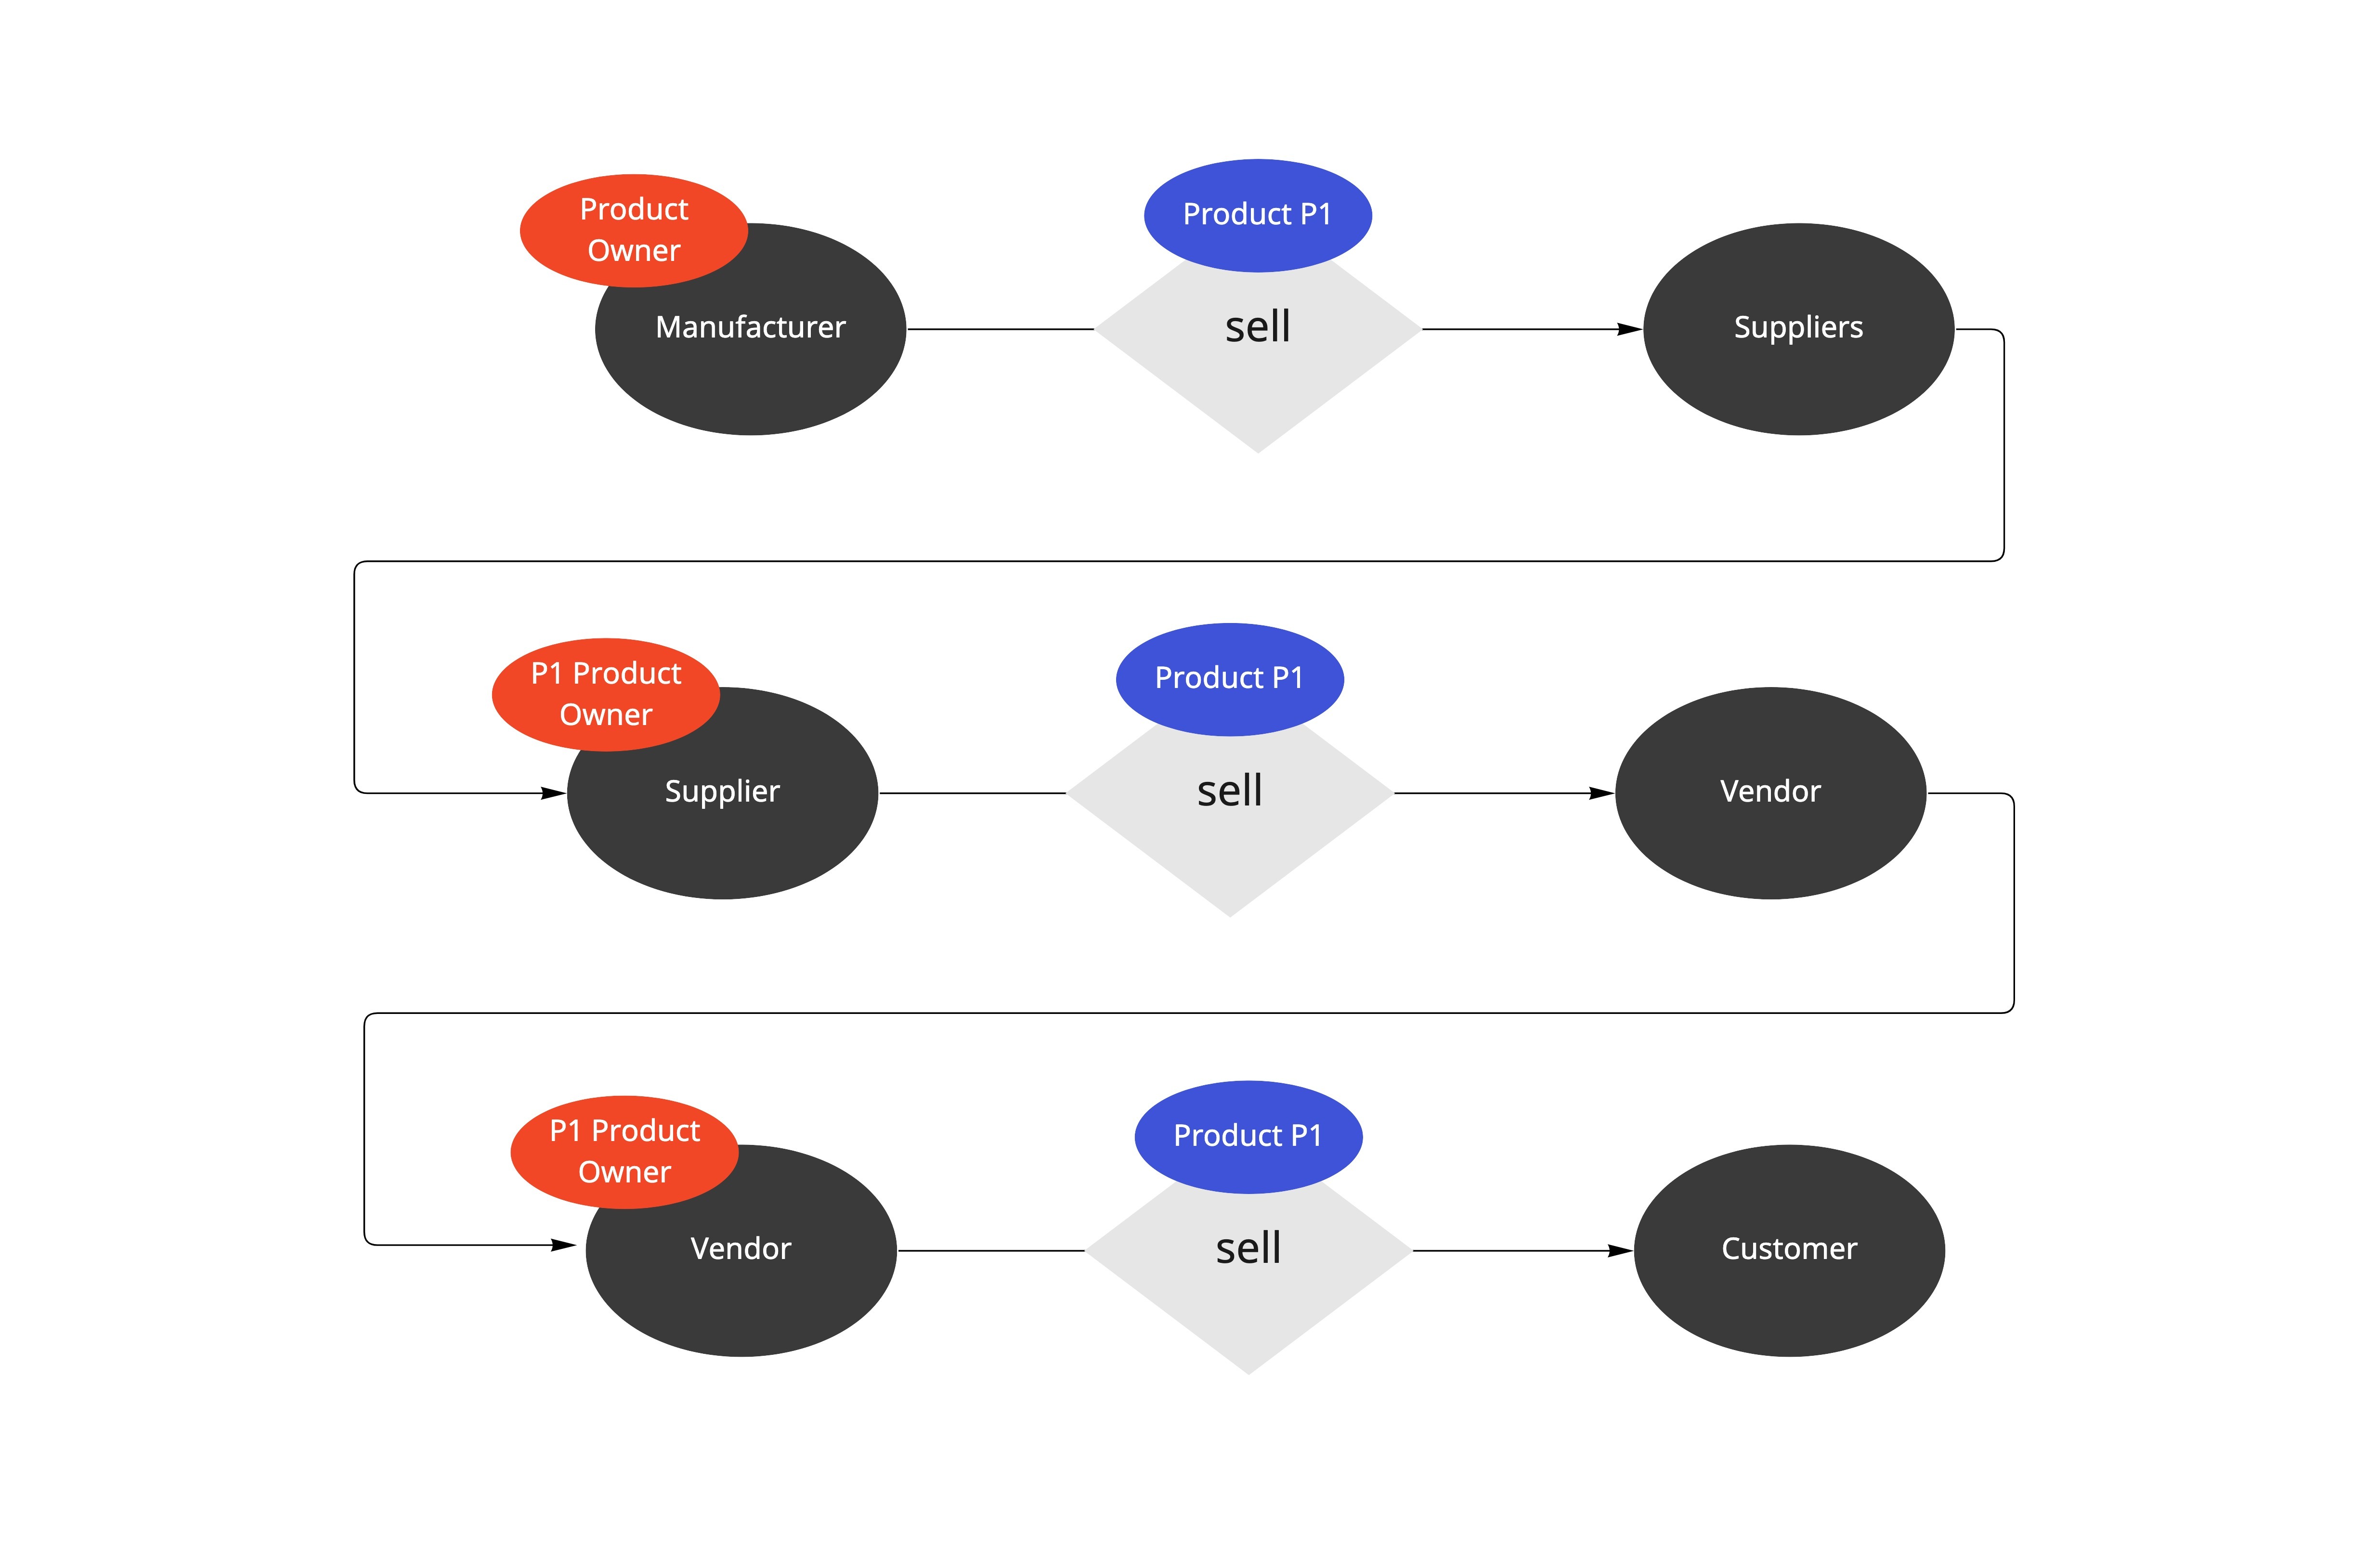 Product
Owner
Product P1
Manufacturer
sell
Suppliers
P1 Product
Owner
Product P1
Supplier
sell
Vendor
P1 Product
Owner
Product P1
Vendor
sell
Customer